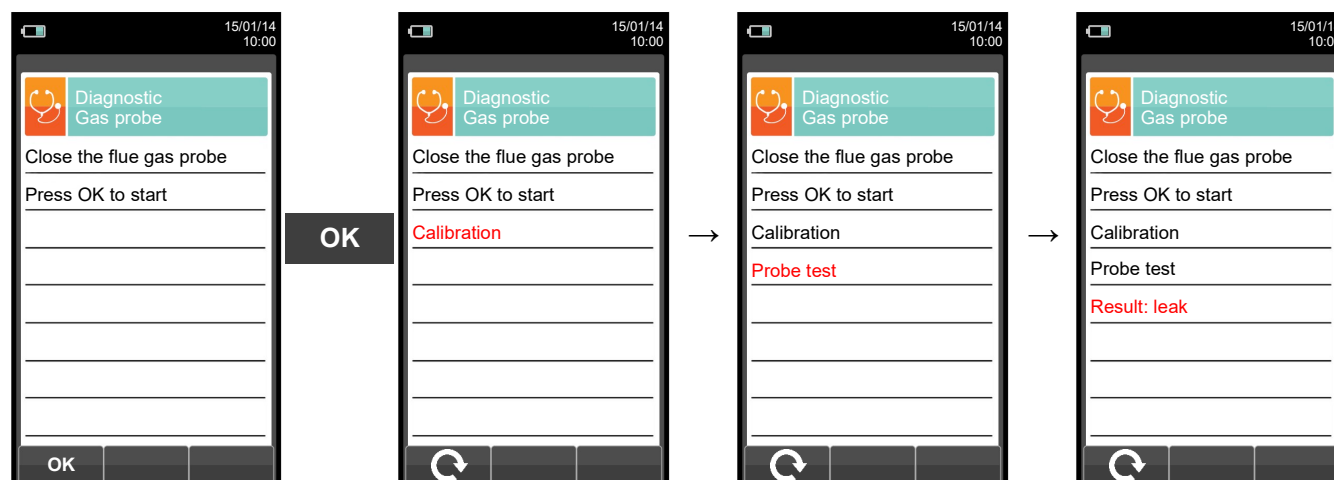 15/01/14
10:00
Diagnostic
Gas probe
Close the flue gas probe
Press OK to start
OK
OK
15/01/14
10:00
Diagnostic
Gas probe
Close the flue gas probe
Press OK to start
Calibration
→
15/01/14
10:00
Diagnostic
Gas probe
Close the flue gas probe
Press OK to start
Calibration
Probe test
→
15/01/1
10:0
Diagnostic
Gas probe
Close the flue gas probe
Press OK to start
Calibration
Probe test
Result: leak